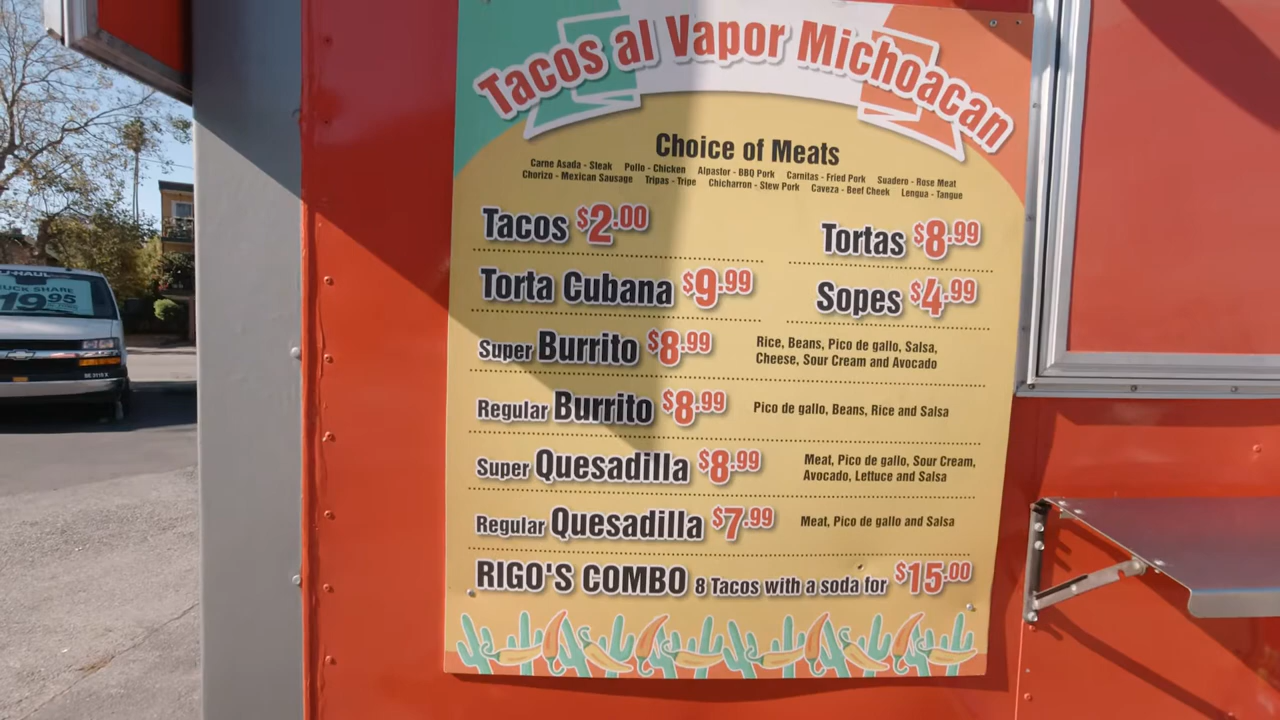 Tacos al Vapor Michoacan
Choice of Meats
Carne Asada - Steak Pollo - Chicken Alpastor - BBQ Pork Carnitas - Fried Pork Suadero - Rose Meat
Chorizo - Mexican Sausage Tripas - Tripe Chicharron - Stew Pork Caveza - Beef Cheek Lengua - Tangue
Tacos $2.00
Tortas $8.99
Torta Cubana $9.99
Sopes $4.99
Super Burrito $8.99
Rice, Beans, Pico de gallo, Salsa,
Cheese, Sour Cream and Avocado
Regular Burrito $8.99
Pico de gallo, Beans, Rice and Salsa
Super Quesadilla $8.99
Meat, Pico de gallo, Sour Cream,
Avocado, Lettuce and Salsa
Regular Quesadilla $7.99
Meat, Pico de gallo and Salsa
RIGO'S COMBO 8 Tacos with a soda for $15.00
U-HAUL
SHARE
19.95